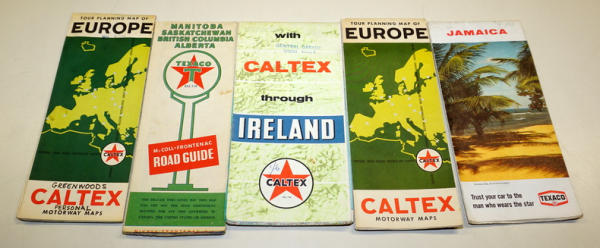 TOUR PLANNING MAP OF
EUROPE
CALTEX
GREENWOODS
CALTEX
PERSONAL
MOTORWAY MAPS
MANITOBA
SASKATCHEWAN
BRITISH COLUMBIA
ALBERTA
TEXACO
T
McCOLL-FRONTENAC
ROAD GUIDE
with
CALTEX
through
IRELAND
CALTEX
TOUR PLANNING MAP OF
EUROPE
CALTEX
CALTEX
MOTORWAY MAPS
JAMAICA
Trust your car to the
man who wears the star
TEXACO